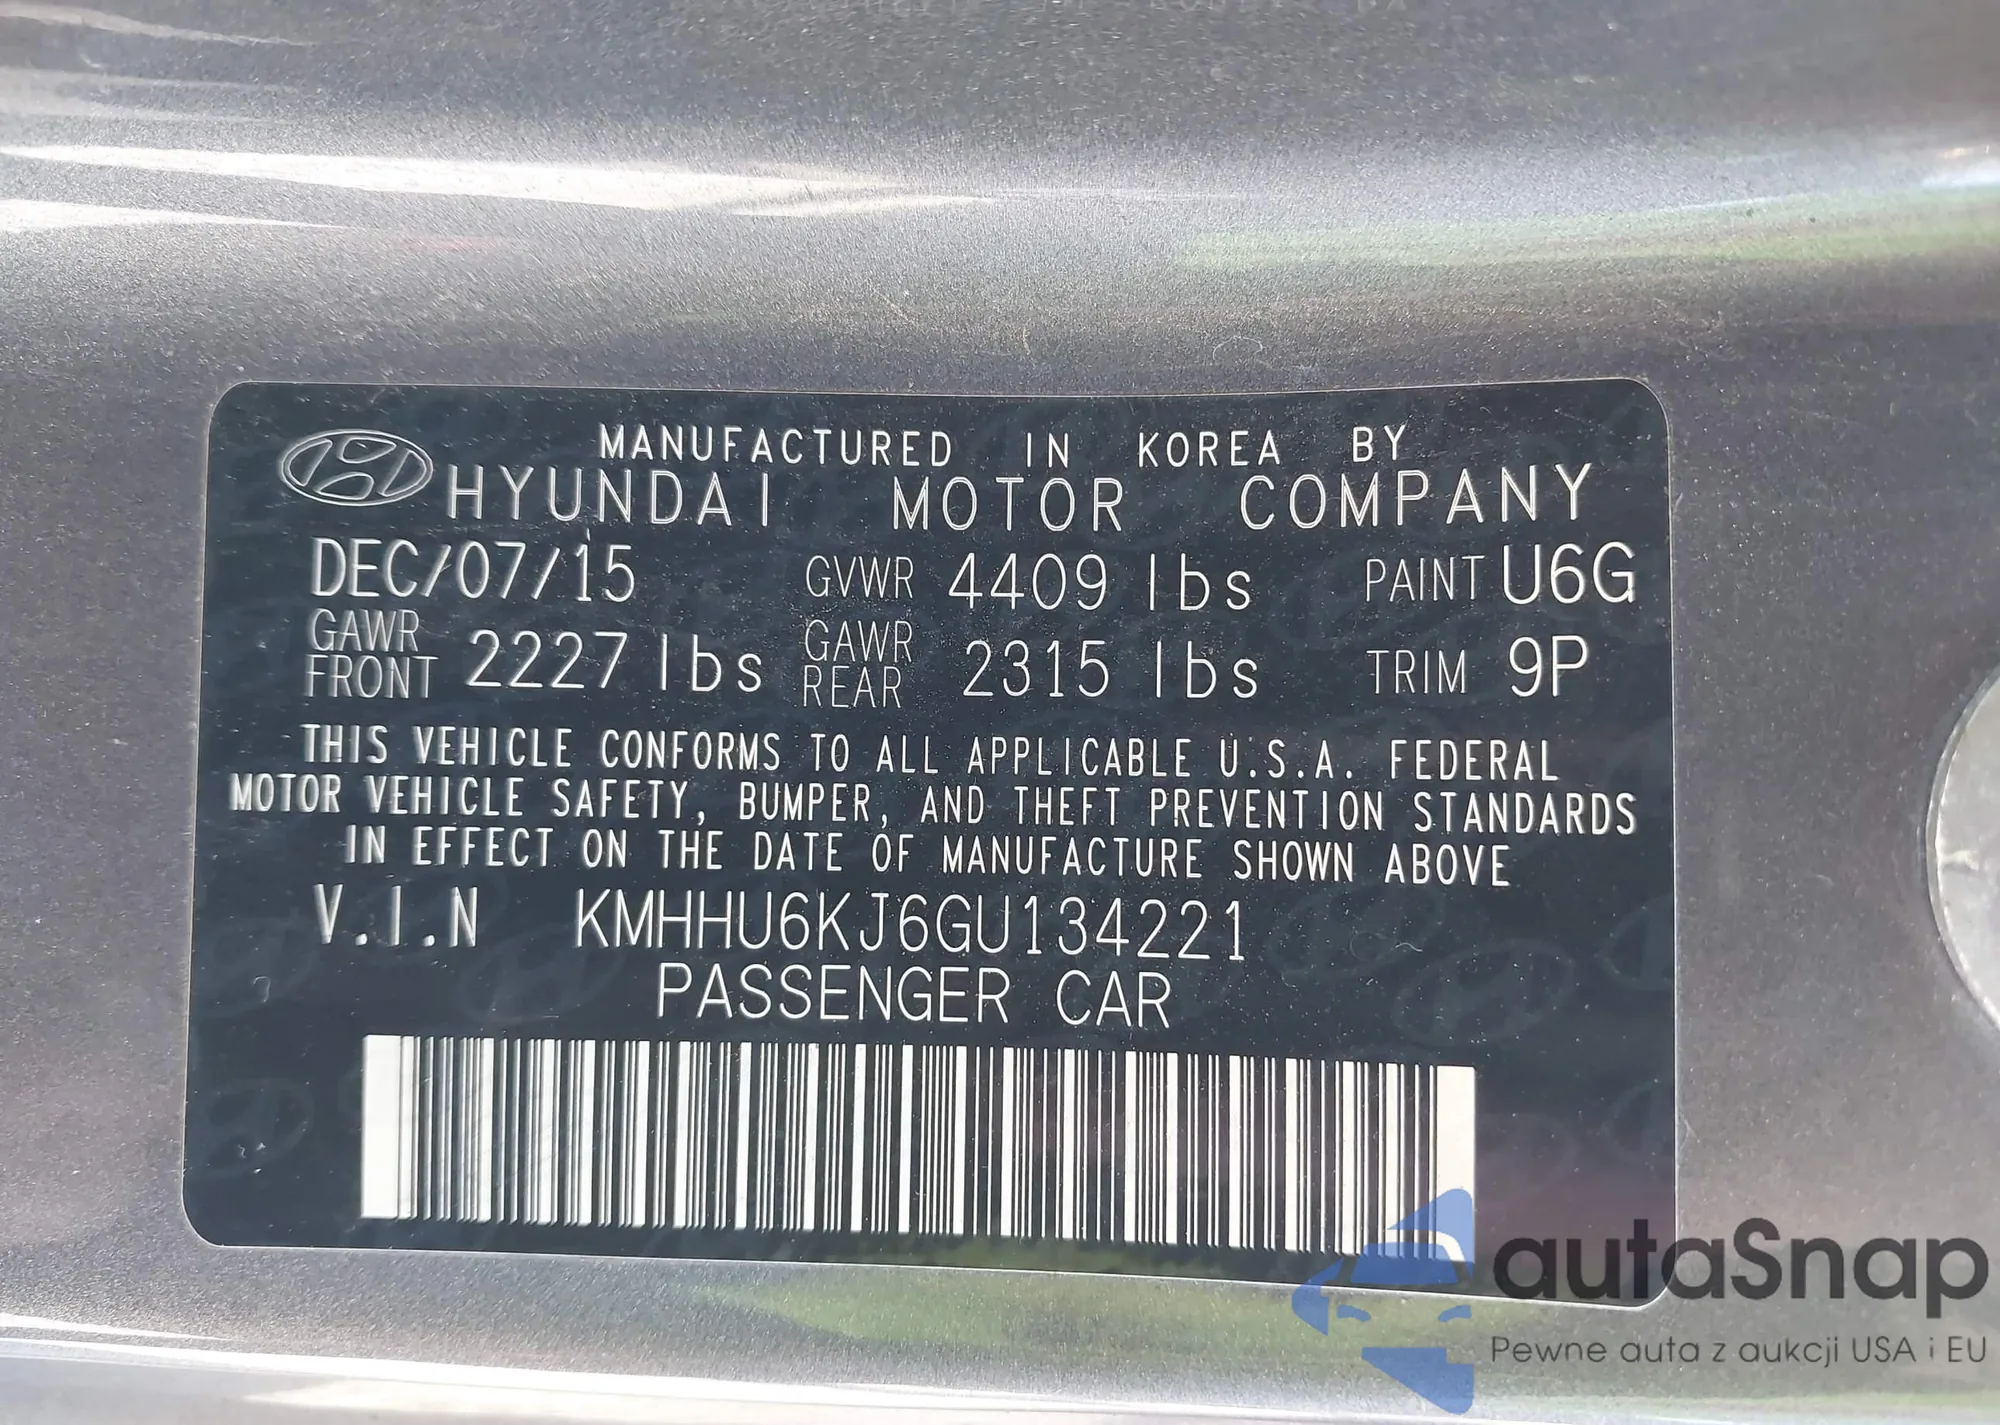 MANUFACTURED IN KOREA BY
HYUNDAI MOTOR COMPANY
DEC/07/15 GVWR 4409 lbs PAINT U6G
GAWR FRONT 2227 lbs GAWR REAR 2315 lbs TRIM 9P
THIS VEHICLE CONFORMS TO ALL APPLICABLE U.S.A. FEDERAL
MOTOR VEHICLE SAFETY, BUMPER, AND THEFT PREVENTION STANDARDS
IN EFFECT ON THE DATE OF MANUFACTURE SHOWN ABOVE
V.I.N KMHHU6KJ6GU134221
PASSENGER CAR
autaSnap
Pewne auta z aukcji USA i EU